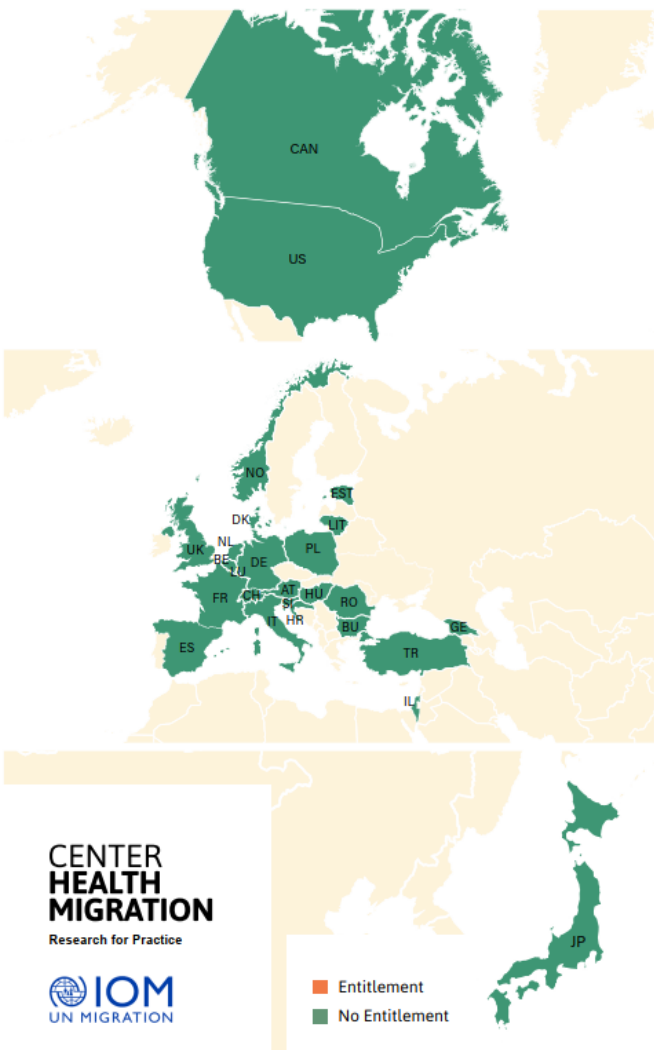 CAN
US
NO
EST
DK
LIT
NL
UK
PL
BE
DE
LU
FR
CH
AT
HU
SI
RO
IT
HR
BU
GE
ES
TR
IL
CENTER
HEALTH
MIGRATION
Research for Practice
JP
IOM
UN MIGRATION
Entitlement
No Entitlement